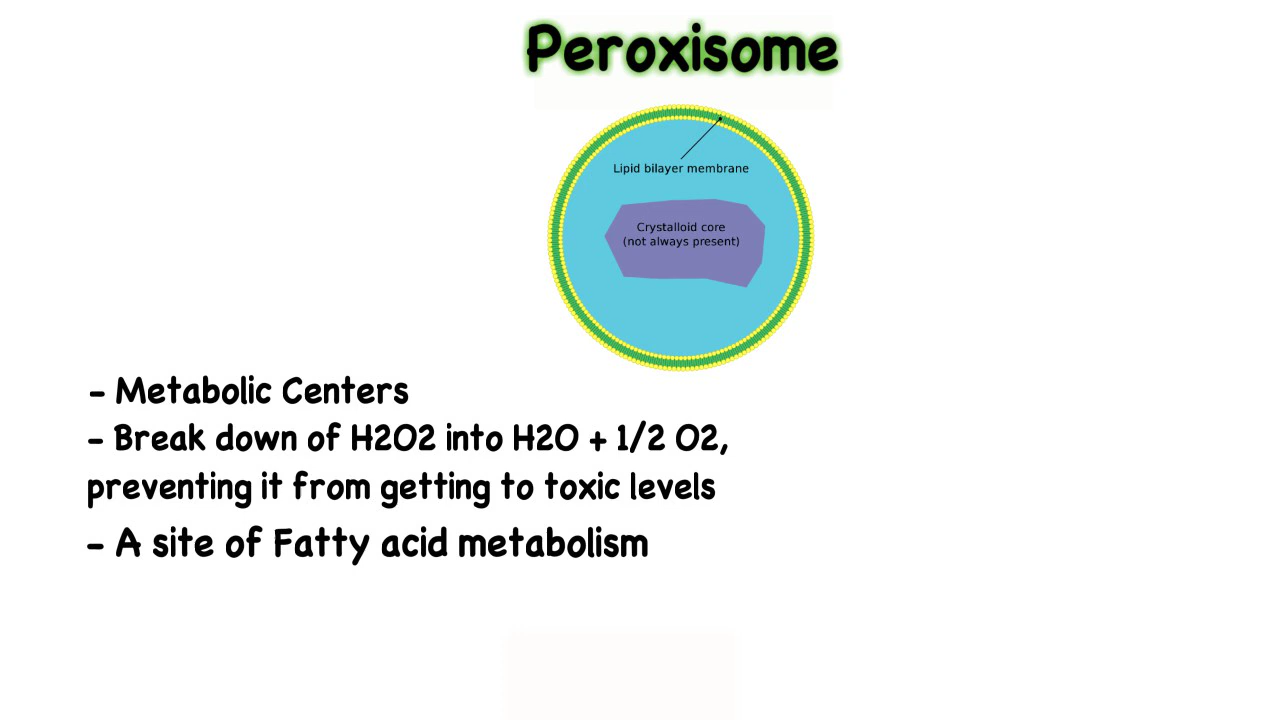 Peroxisome
Lipid bilayer membrane
Crystalloid core
(not always present)
- Metabolic Centers
- Break down of H2O2 into H2O + 1/2 O2,
preventing it from getting to toxic levels
- A site of Fatty acid metabolism